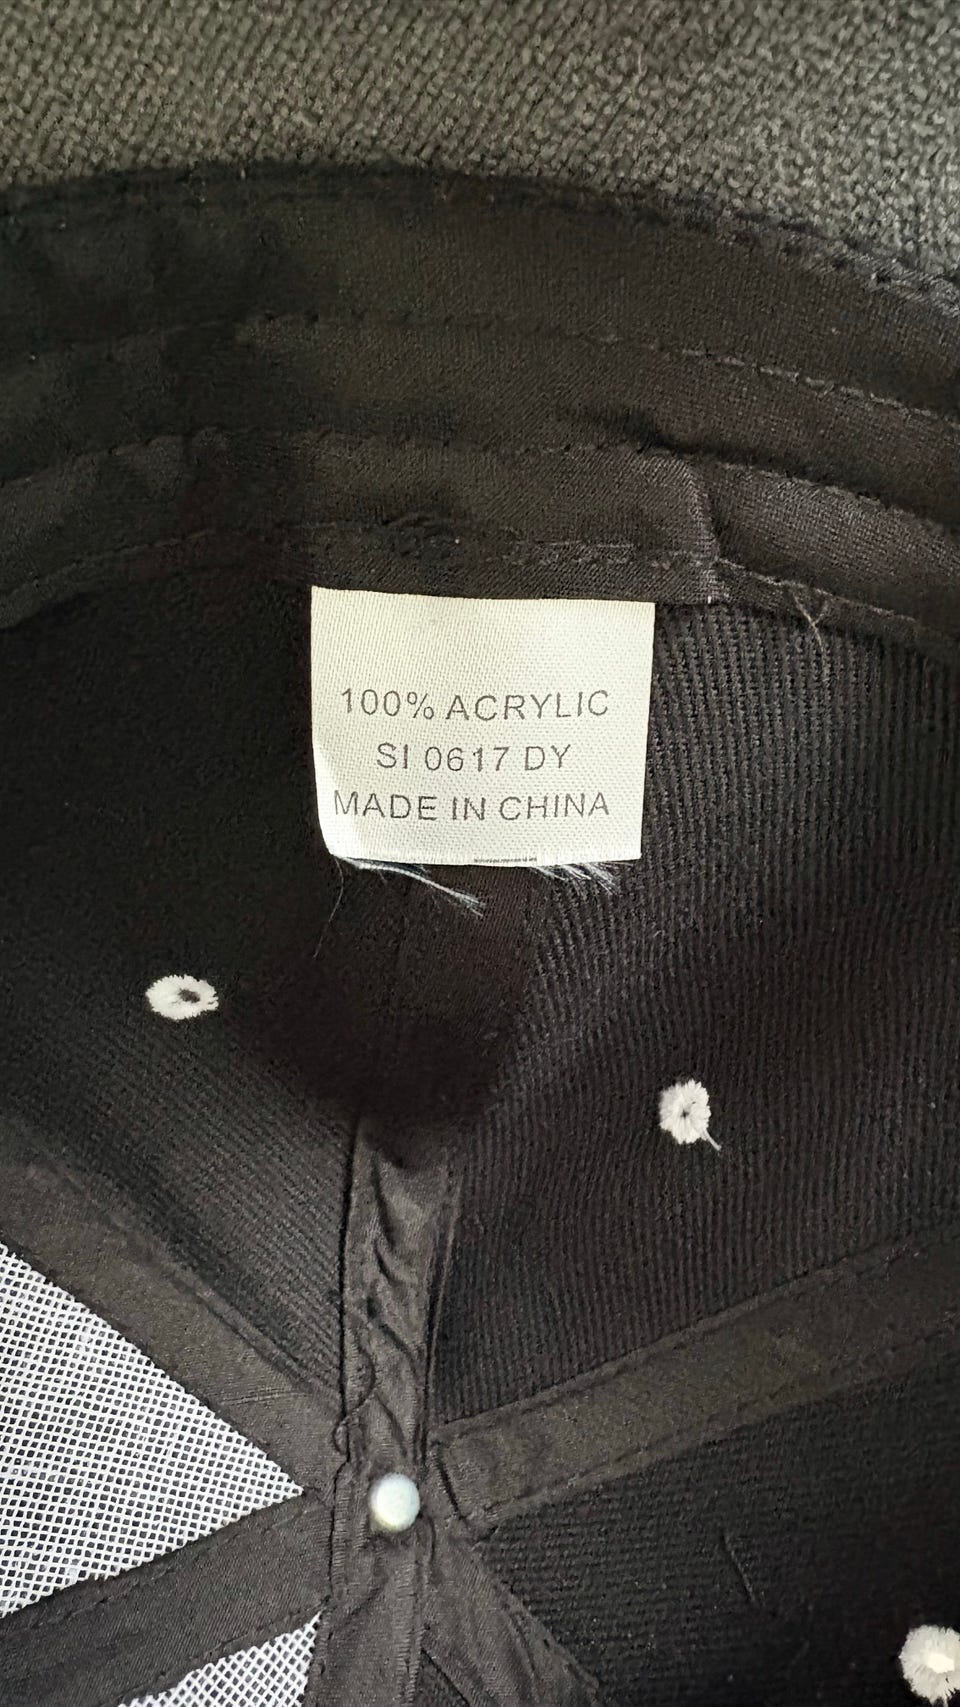 100% ACRYLIC
SI 0617 DY
MADE IN CHINA